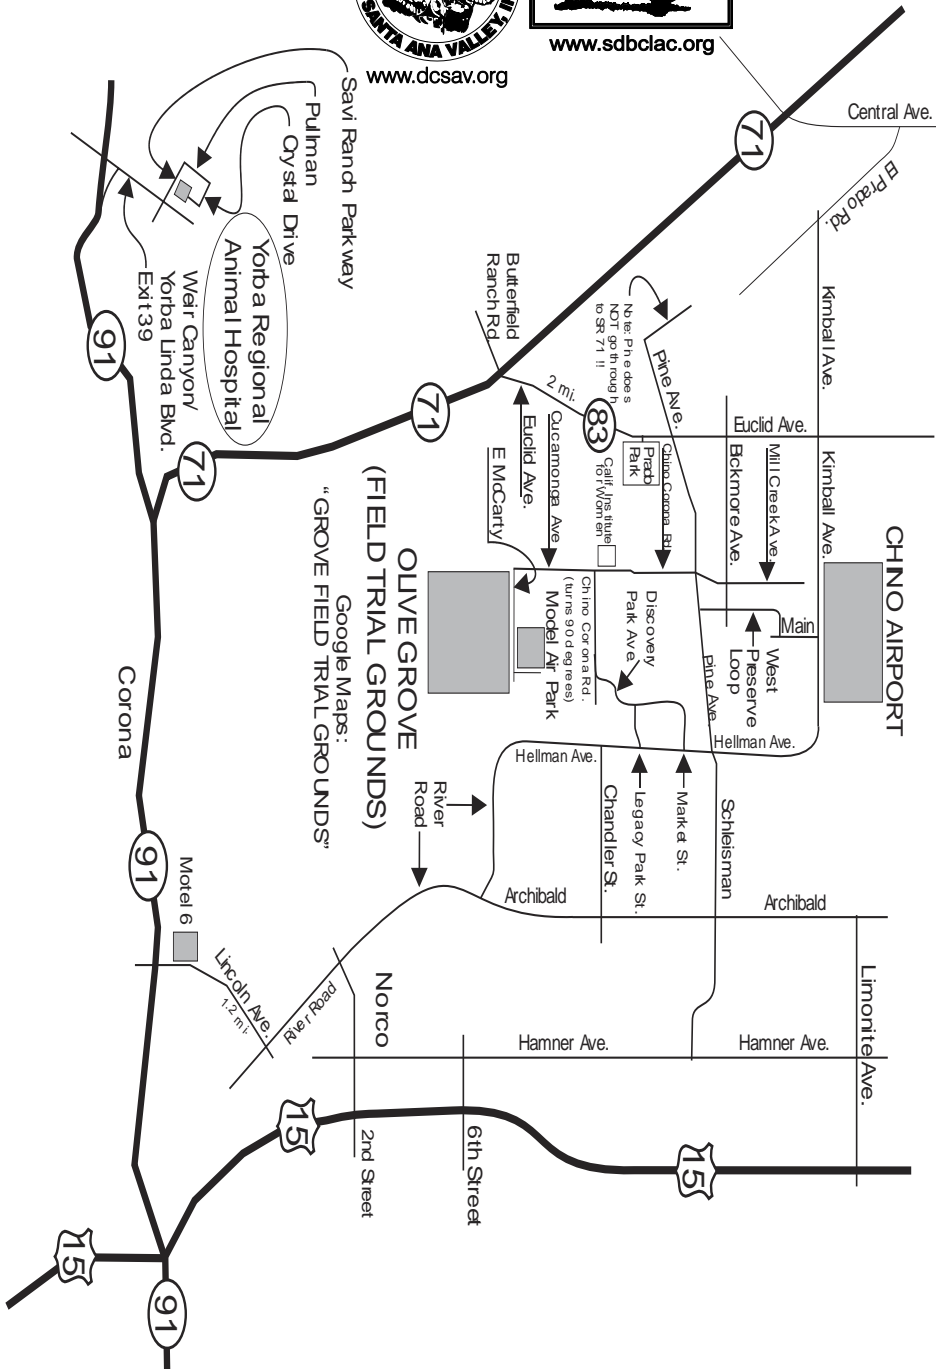 SANTA ANA VALLEY, IN
www.dcsav.org
www.sdbclac.org
Central Ave.
El Prado Rd.
71
Kimball Ave.
Kimball Ave.
CHINO AIRPORT
Savi Ranch Parkway
Pullman
Crystal Drive
Yorba Regional
Animal Hospital
Weir Canyon/
Yorba Linda Blvd.
Exit 39
91
Butterfield
Ranch Rd
Note: Pine does
NOT go through
to SR 71 !!
Pine Ave.
2 mi.
83
Euclid Ave.
Bickmore Ave.
Mill Creek Ave.
Prado
Park
Chino Corona Rd
Calif. Institute
for Women
Euclid Ave.
Cucamonga Ave
E McCarty
71
71
Main
West
Preserve
Loop
Pine Ave.
Discovery
Park Ave.
Chino Corona Rd.
(turns 90 degrees)
Model Air Park
OLIVE GROVE
(FIELD TRIAL GROUNDS)
Google Maps:
"GROVE FIELD TRIAL GROUNDS"
Hellman Ave.
Hellman Ave.
Market St.
Legacy Park St.
Chandler St.
Schleisman
River
Road
Archibald
Archibald
Limonite Ave.
Corona
91
Motel 6
Lincoln Ave.
1.2 mi.
River Road
Norco
Hamner Ave.
Hamner Ave.
2nd Street
6th Street
15
15
15
91